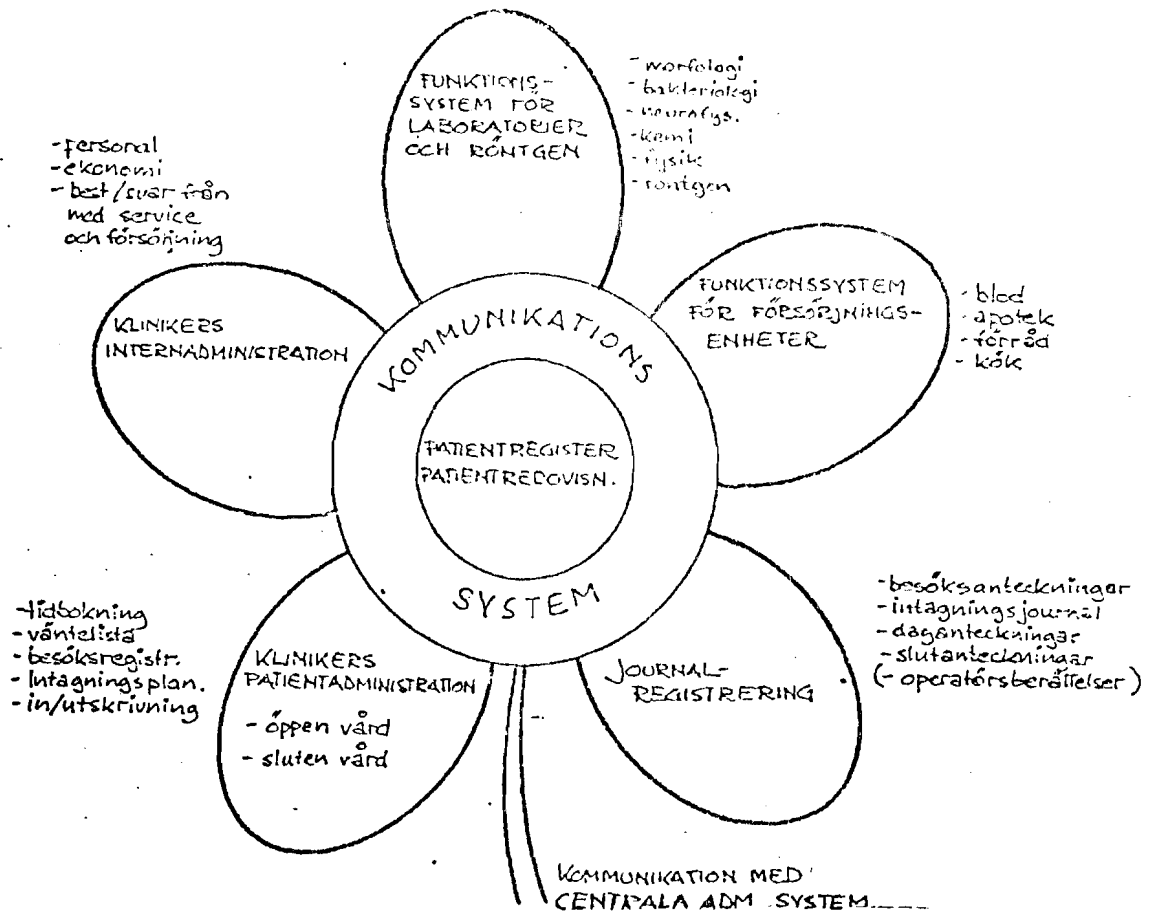 FUNKTIONS-
SYSTEM FÖR
LABORATORIER
OCH RÖNTGEN
- morfologi
- bakteriologi
- neurofys.
- kemi
- fysik
- röntgen
- personal
- ekonomi
- best/svar från
med service
och försörjning
KLINIKERS
INTERNADMINISTRATION
FUNKTIONSSYSTEM
FÖR FÖRSÖRJNINGS-
ENHETER
- blod
- apotek
- förråd
- kök
KOMMUNIKATIONS
PATIENTREGISTER
PATIENTREDOVISN.
SYSTEM
- tidbokning
- väntelista
- besöksregistr.
- Intagningsplan.
- in/utskrivning
KLINIKERS
PATIENTADMINISTRATION
- öppen vård
- sluten vård
JOURNAL-
REGISTRERING
- besöksanteckningar
- intagningsjournal
- daganteckningar
- slutanteckningar
(- operatörsberättelser)
KOMMUNIKATION MED
CENTRALA ADM SYSTEM